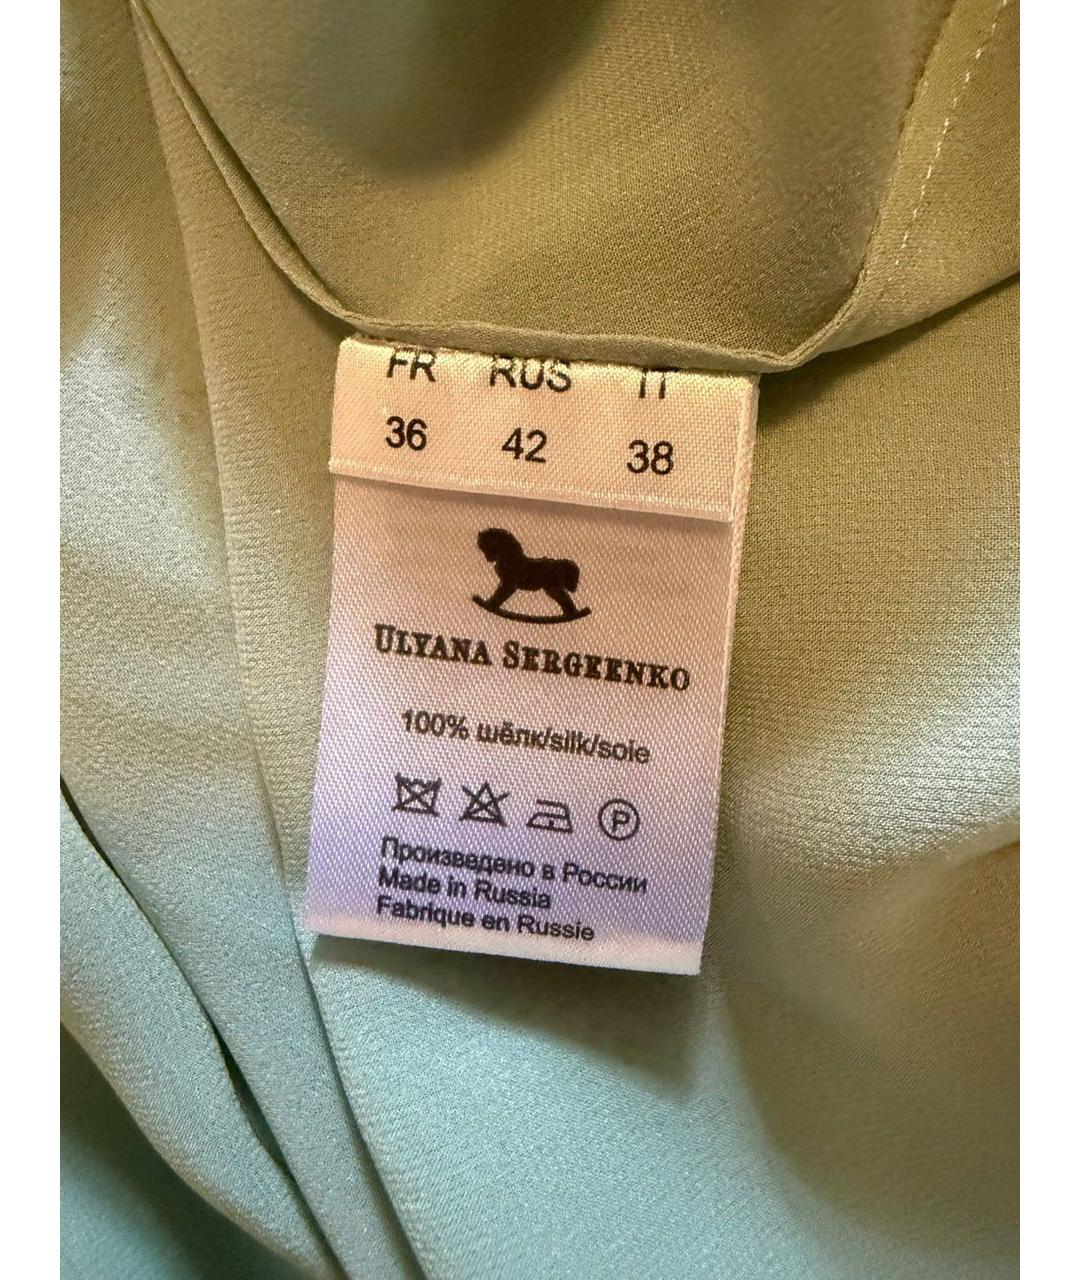 FR RUS IT
36 42 38
ULYANA SERGEENKO
100% шёлк/silk/soie
P
Произведено в России
Made in Russia
Fabrique en Russie